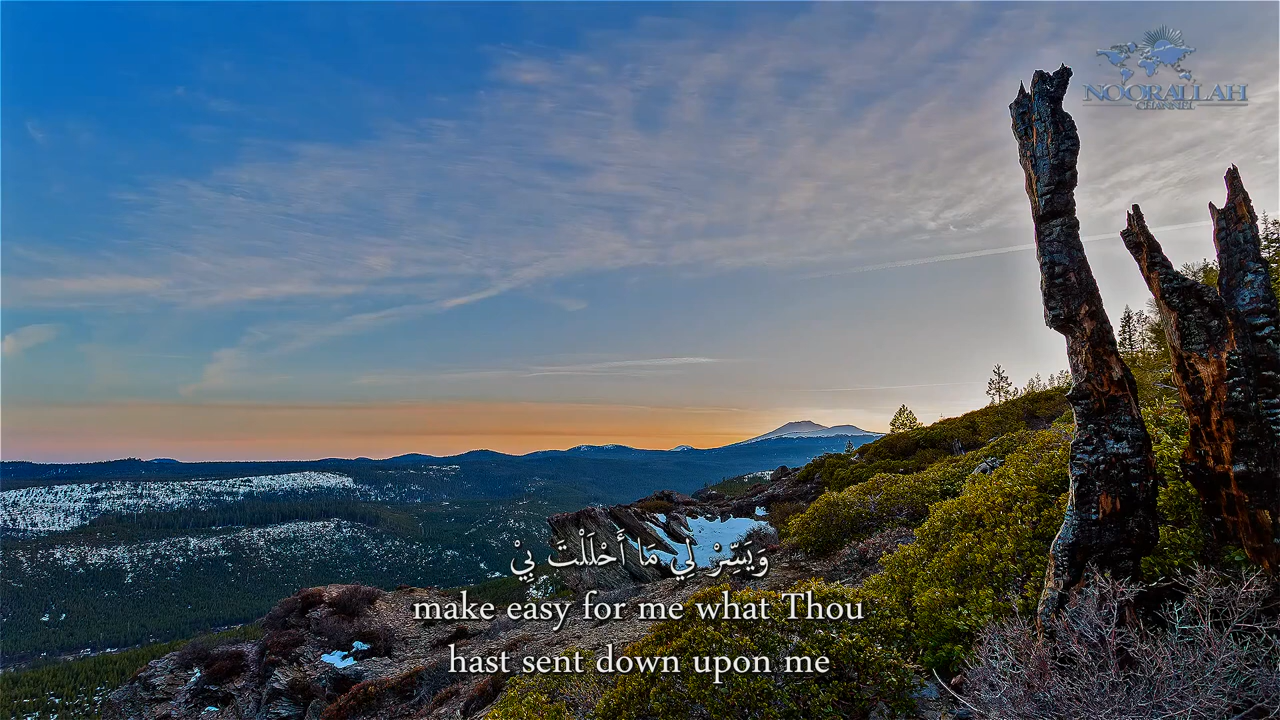 NOORALLAH
CHANNEL
وَيَسِّرْ لِي مَا أَحْلَلْتَ بِيْ
make easy for me what Thou
hast sent down upon me